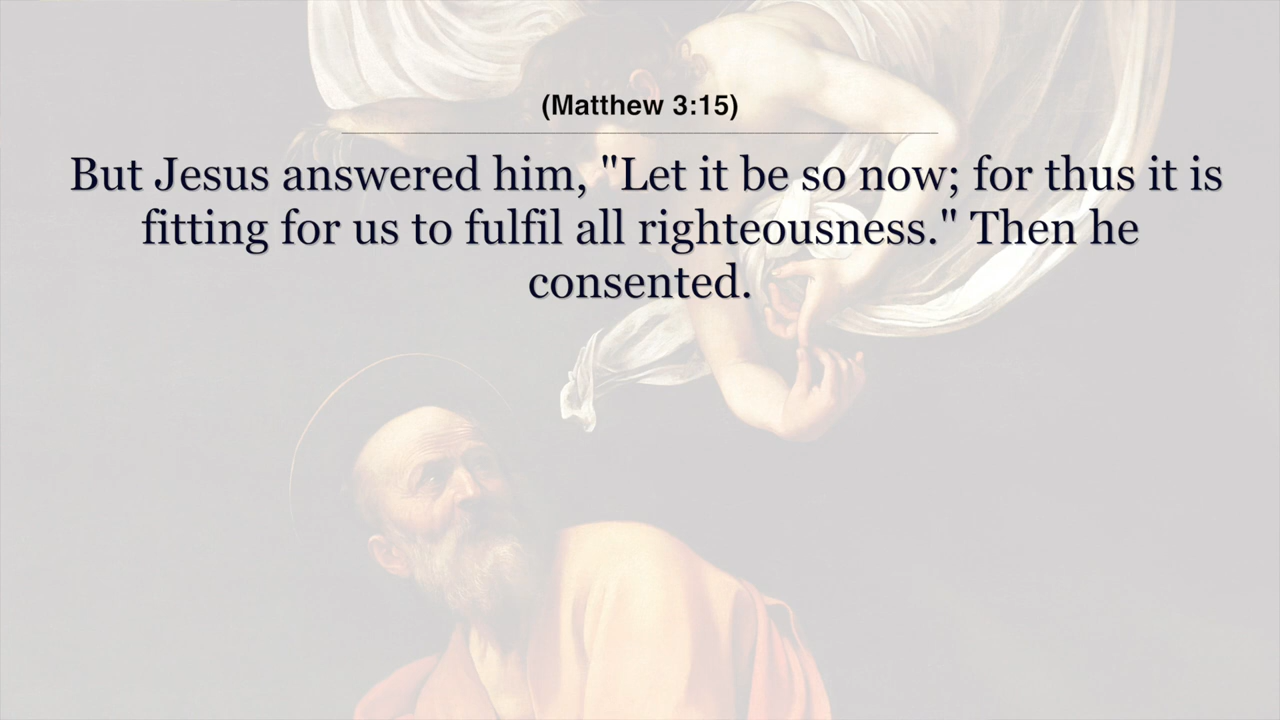 (Matthew 3:15)
But Jesus answered him, "Let it be so now; for thus it is
fitting for us to fulfil all righteousness." Then he
consented.